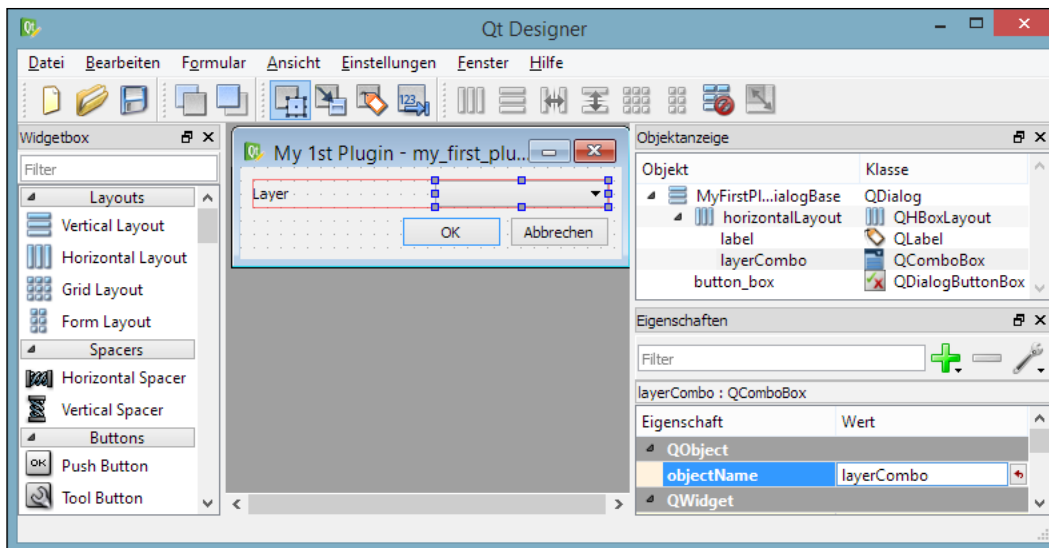 Qt Designer
Datei Bearbeiten Formular Ansicht Einstellungen Fenster Hilfe
123
Widgetbox
Filter
Layouts
Vertical Layout
Horizontal Layout
Grid Layout
Form Layout
Spacers
Horizontal Spacer
Vertical Spacer
Buttons
OK
Push Button
Tool Button
Qt
My 1st Plugin - my_first_plu...
Layer
OK Abbrechen
Objektanzeige
Objekt Klasse
MyFirstPl...ialogBase QDialog
horizontalLayout QHBoxLayout
label QLabel
layerCombo QComboBox
button_box QDialogButtonBox
Eigenschaften
Filter
layerCombo : QComboBox
Eigenschaft Wert
QObject
objectName layerCombo
QWidget